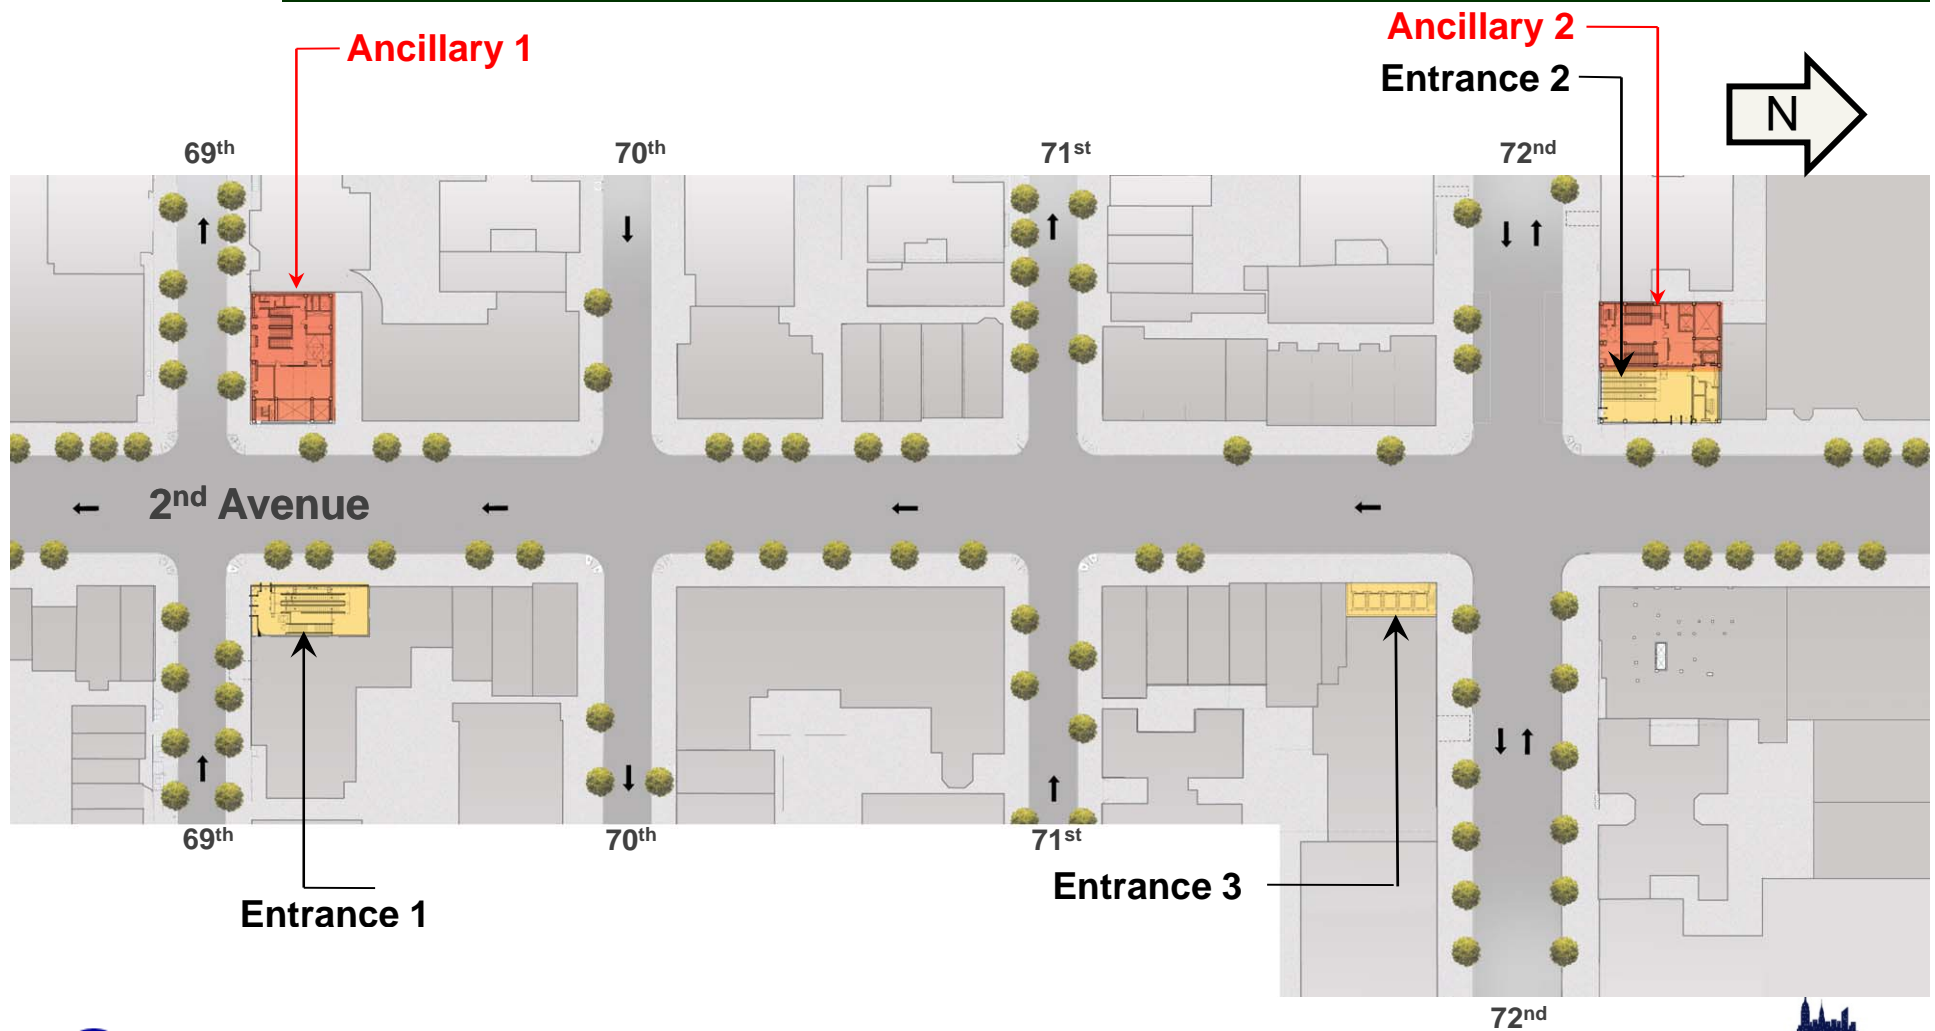 Ancillary 1
Ancillary 2
Entrance 2
N
69th
70th
71st
72nd
2nd Avenue
69th
70th
71st
Entrance 3
Entrance 1
72nd